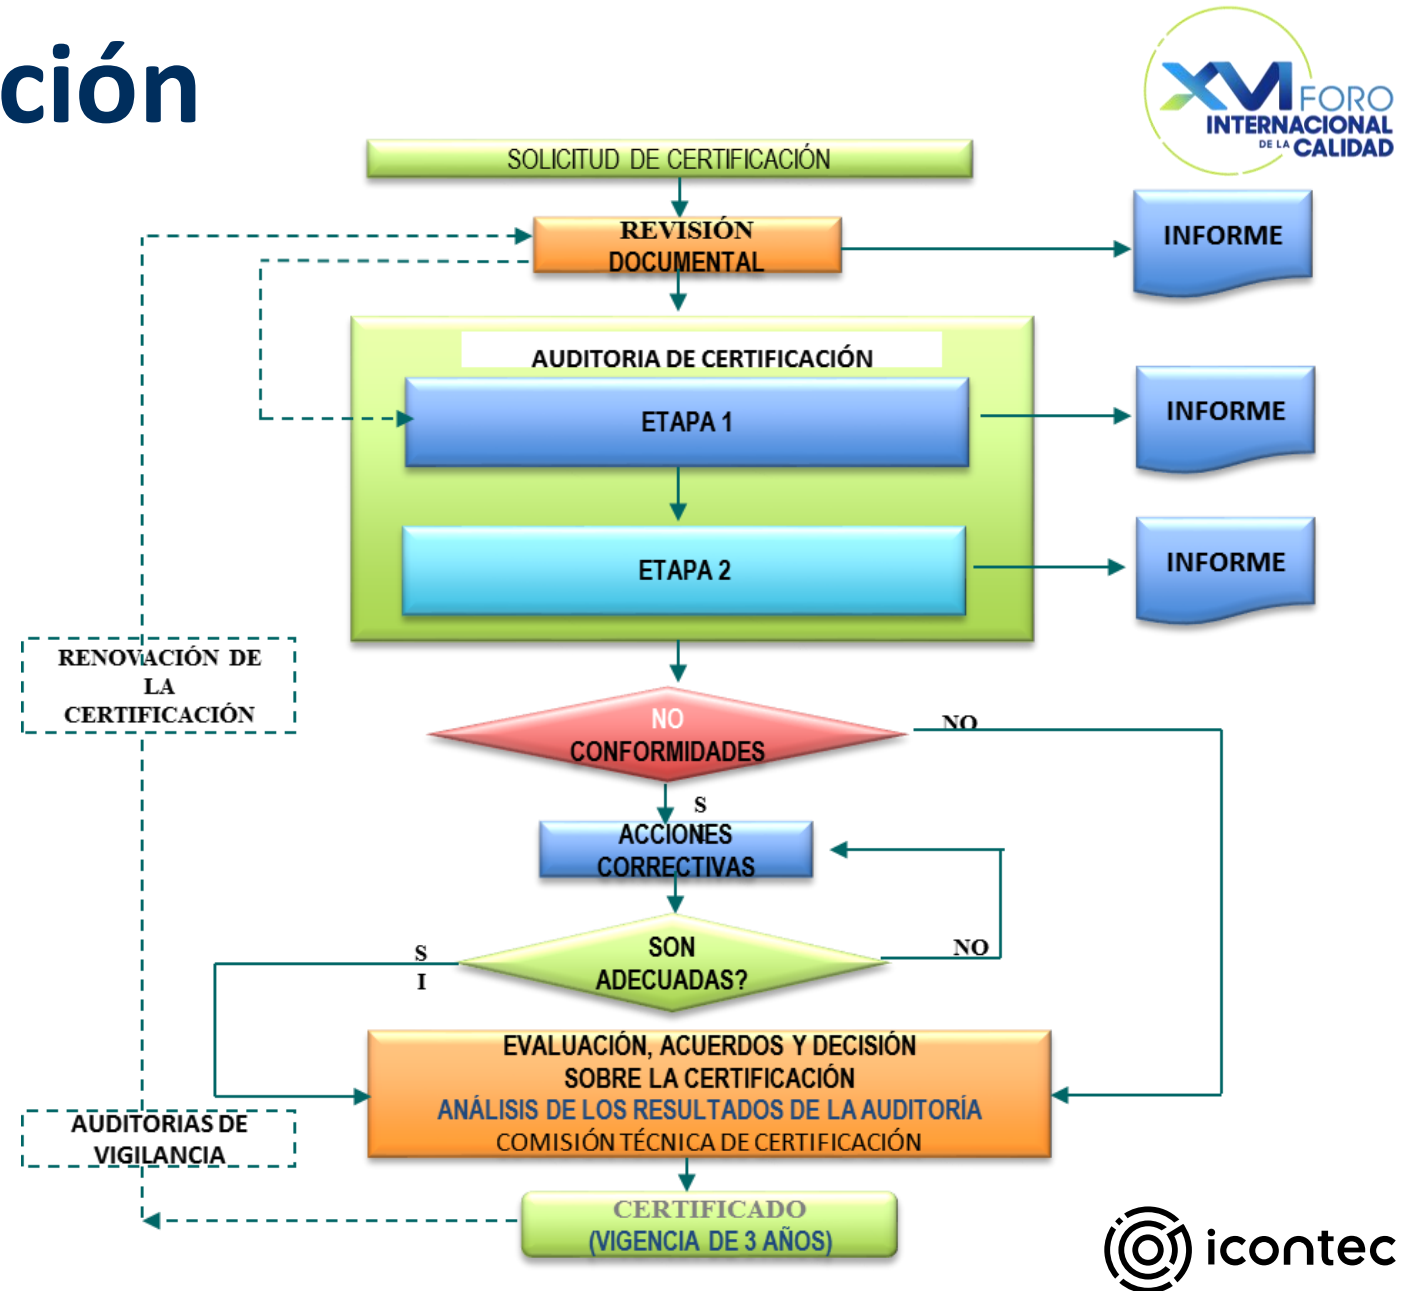 ción
XVI FORO
INTERNACIONAL
DE LA CALIDAD
SOLICITUD DE CERTIFICACIÓN
REVISIÓN
DOCUMENTAL
INFORME
AUDITORIA DE CERTIFICACIÓN
ETAPA 1
INFORME
ETAPA 2
INFORME
RENOVACIÓN DE
LA
CERTIFICACIÓN
NO
CONFORMIDADES
NO
S
ACCIONES
CORRECTIVAS
SON
ADECUADAS?
NO
S
I
EVALUACIÓN, ACUERDOS Y DECISIÓN
SOBRE LA CERTIFICACIÓN
ANÁLISIS DE LOS RESULTADOS DE LA AUDITORÍA
COMISIÓN TÉCNICA DE CERTIFICACIÓN
AUDITORIAS DE
VIGILANCIA
CERTIFICADO
(VIGENCIA DE 3 AÑOS)
icontec